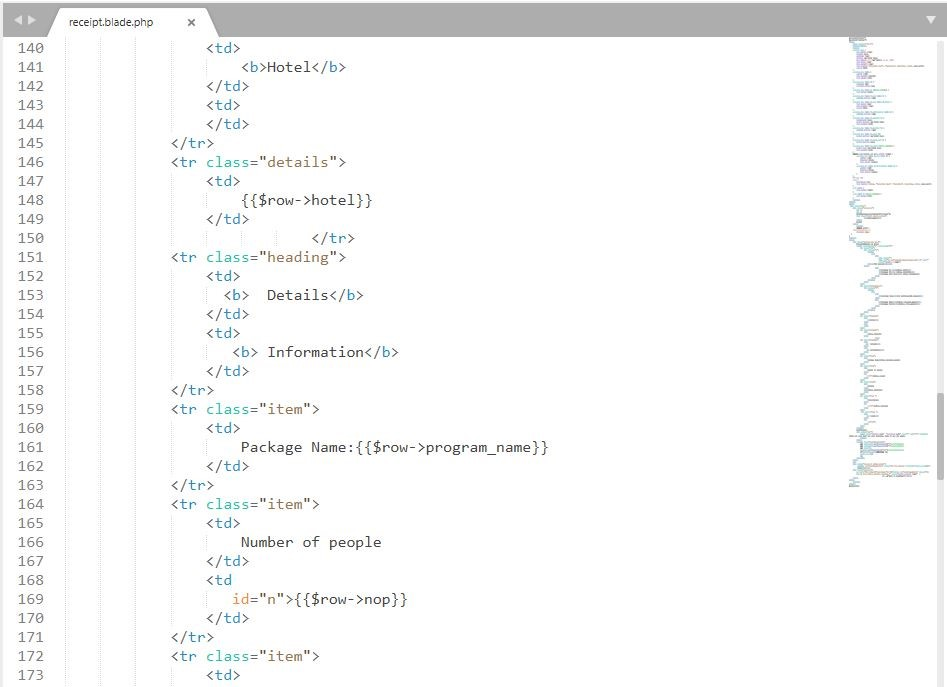 receipt.blade.php
140 <td>
141 <b>Hotel</b>
142 </td>
143 <td>
144 </td>
145 </tr>
146 <tr class="details">
147 <td>
148 {{$row->hotel}}
149 </td>
150 </tr>
151 <tr class="heading">
152 <td>
153 <b>  Details</b>
154 </td>
155 <td>
156 <b> Information</b>
157 </td>
158 </tr>
159 <tr class="item">
160 <td>
161 Package Name:{{$row->program_name}}
162 </td>
163 </tr>
164 <tr class="item">
165 <td>
166 Number of people
167 </td>
168 <td
169 id="n">{{$row->nop}}
170 </td>
171 </tr>
172 <tr class="item">
173 <td>